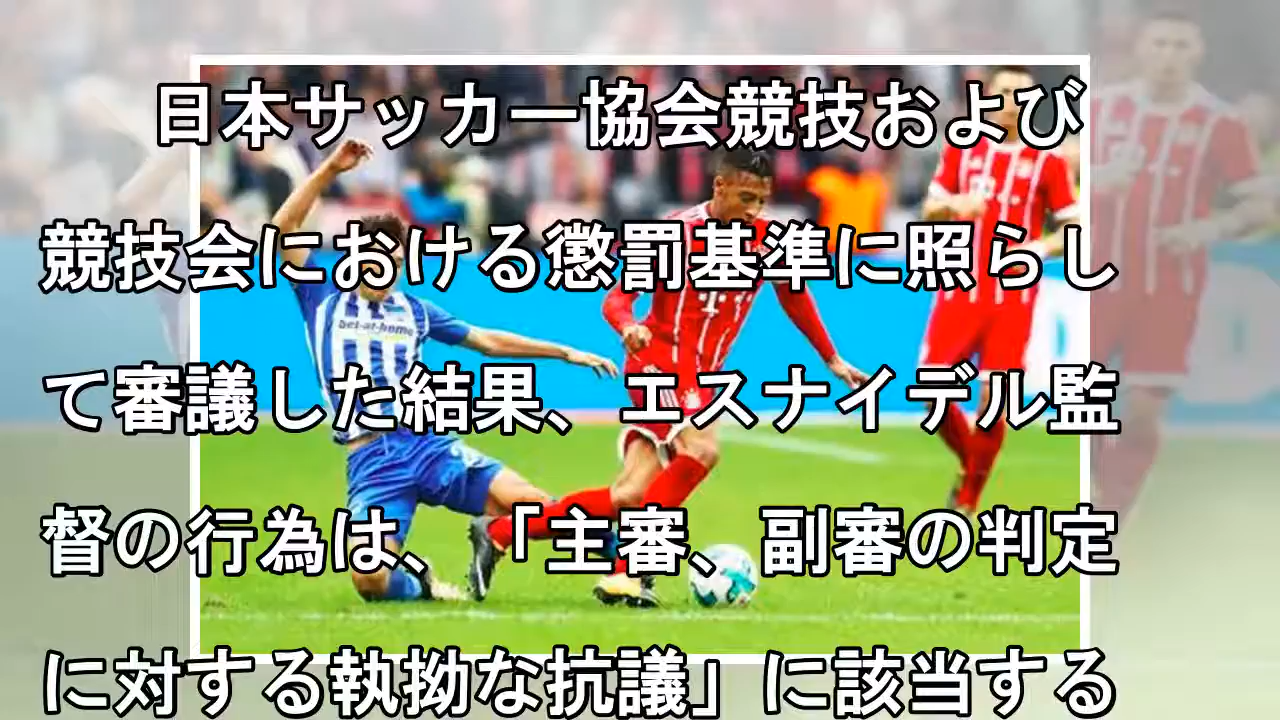 日本サッカー協会競技および
競技会における懲罰基準に照らし
て審議した結果、エスナイデル監
督の行為は、「主審、副審の判定
に対する執拗な抗議」に該当する
bet-at-home